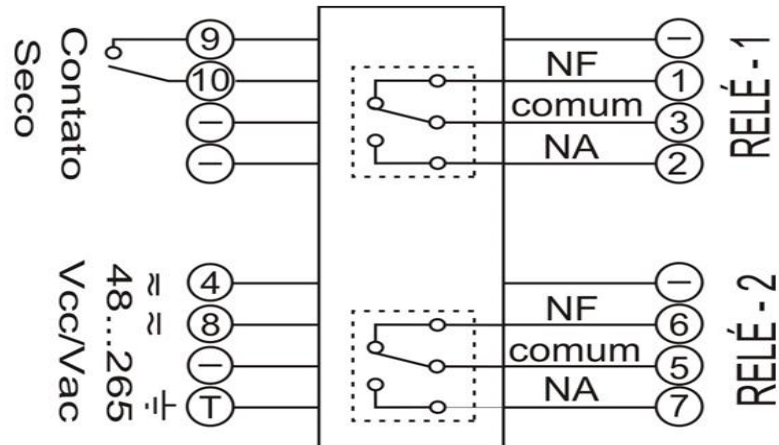 Contato
Seco
9
10
−
−
48...265
Vcc/Vac
≈ 4
≈ 8
−
T
−
NF 1
comum 3
NA 2
RELÉ - 1
−
NF 6
comum 5
NA 7
RELÉ - 2